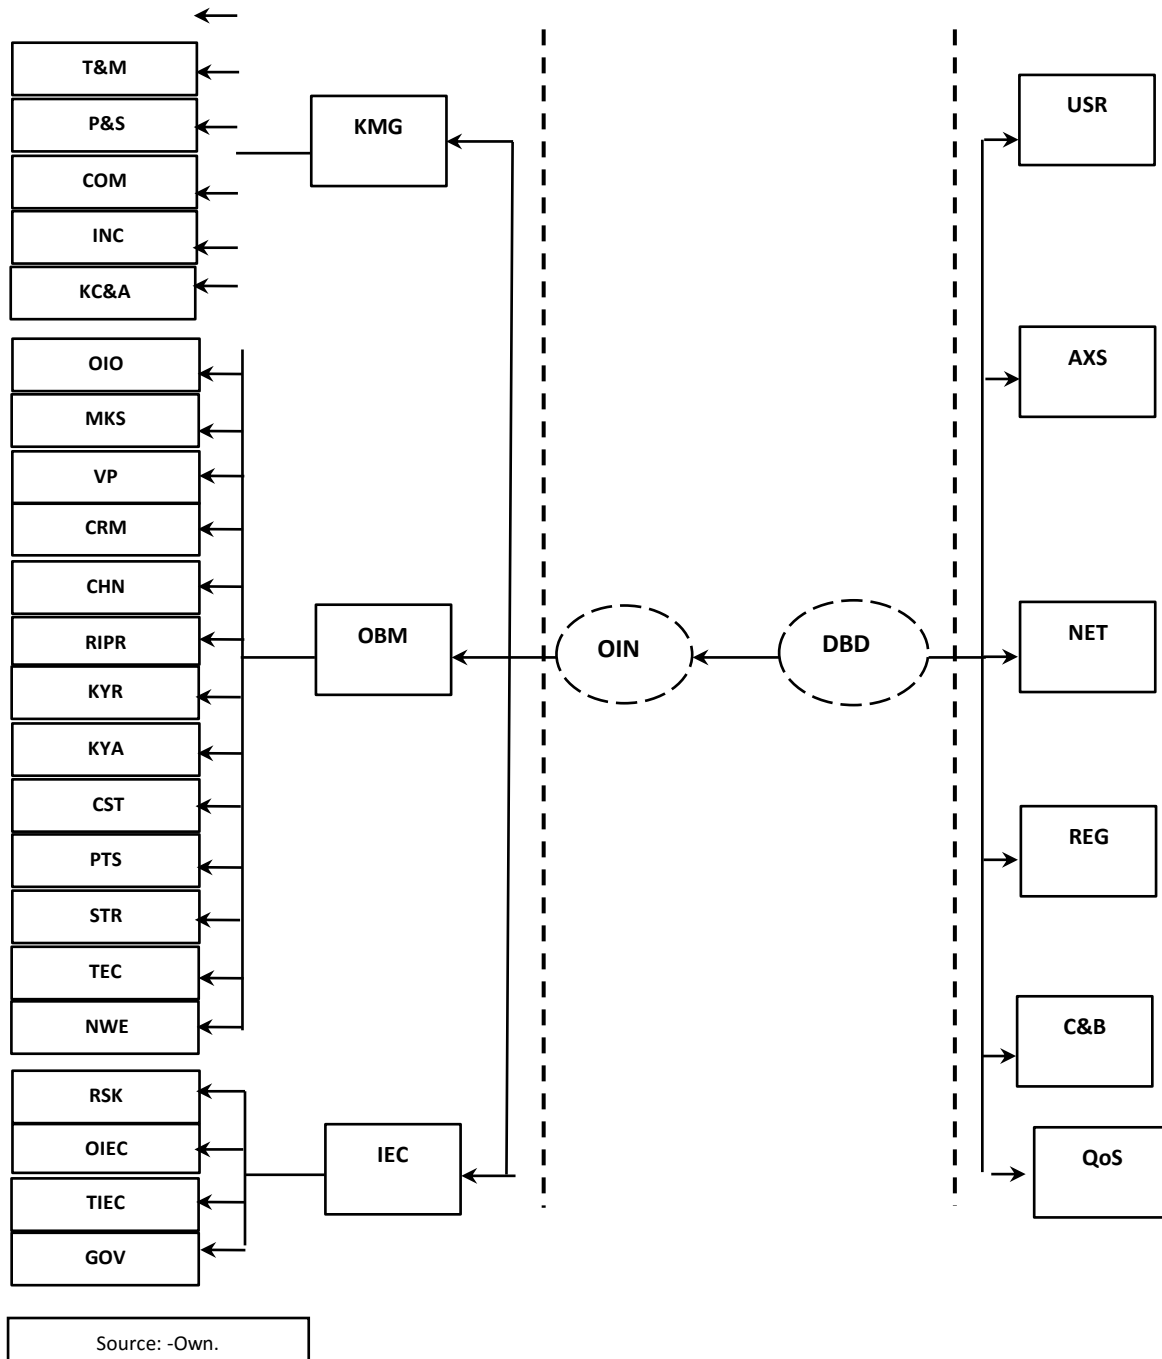 T&M
P&S
COM
INC
KC&A
KMG
OIO
MKS
VP
CRM
CHN
RIPR
KYR
KYA
CST
PTS
STR
TEC
NWE
OBM
RSK
OIEC
TIEC
GOV
IEC
OIN
DBD
USR
AXS
NET
REG
C&B
QoS
Source: -Own.